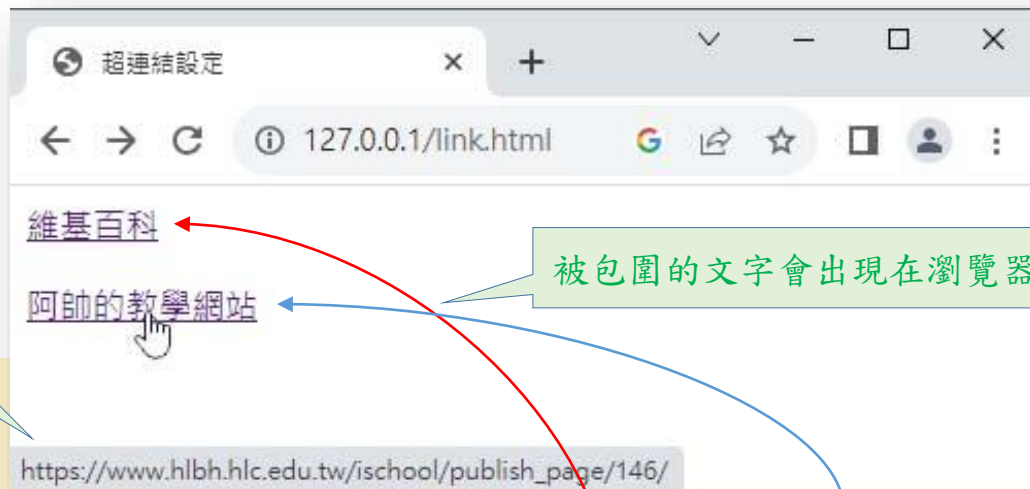 超連結設定
127.0.0.1/link.html
維基百科
被包圍的文字會出現在瀏覽器
阿帥的教學網站
https://www.hlbh.hlc.edu.tw/ischool/publish_page/146/